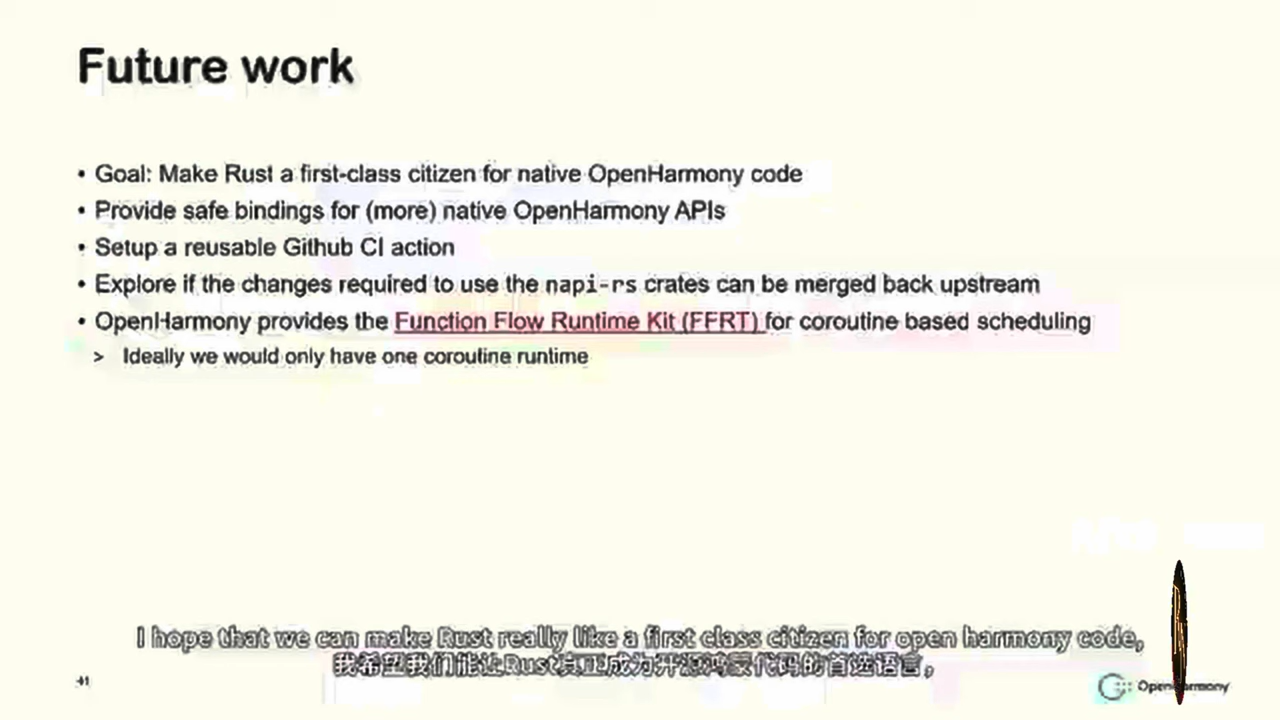 Future work
• Goal: Make Rust a first-class citizen for native OpenHarmony code
• Provide safe bindings for (more) native OpenHarmony APIs
• Setup a reusable Github CI action
• Explore if the changes required to use the napi-rs crates can be merged back upstream
• OpenHarmony provides the Function Flow Runtime Kit (FFRT) for coroutine based scheduling
> Ideally we would only have one coroutine runtime
I hope that we can make Rust really like a first class citizen for open harmony code,
我希望我们能让Rust真正成为开源鸿蒙代码的首选语言,
OpenHarmony